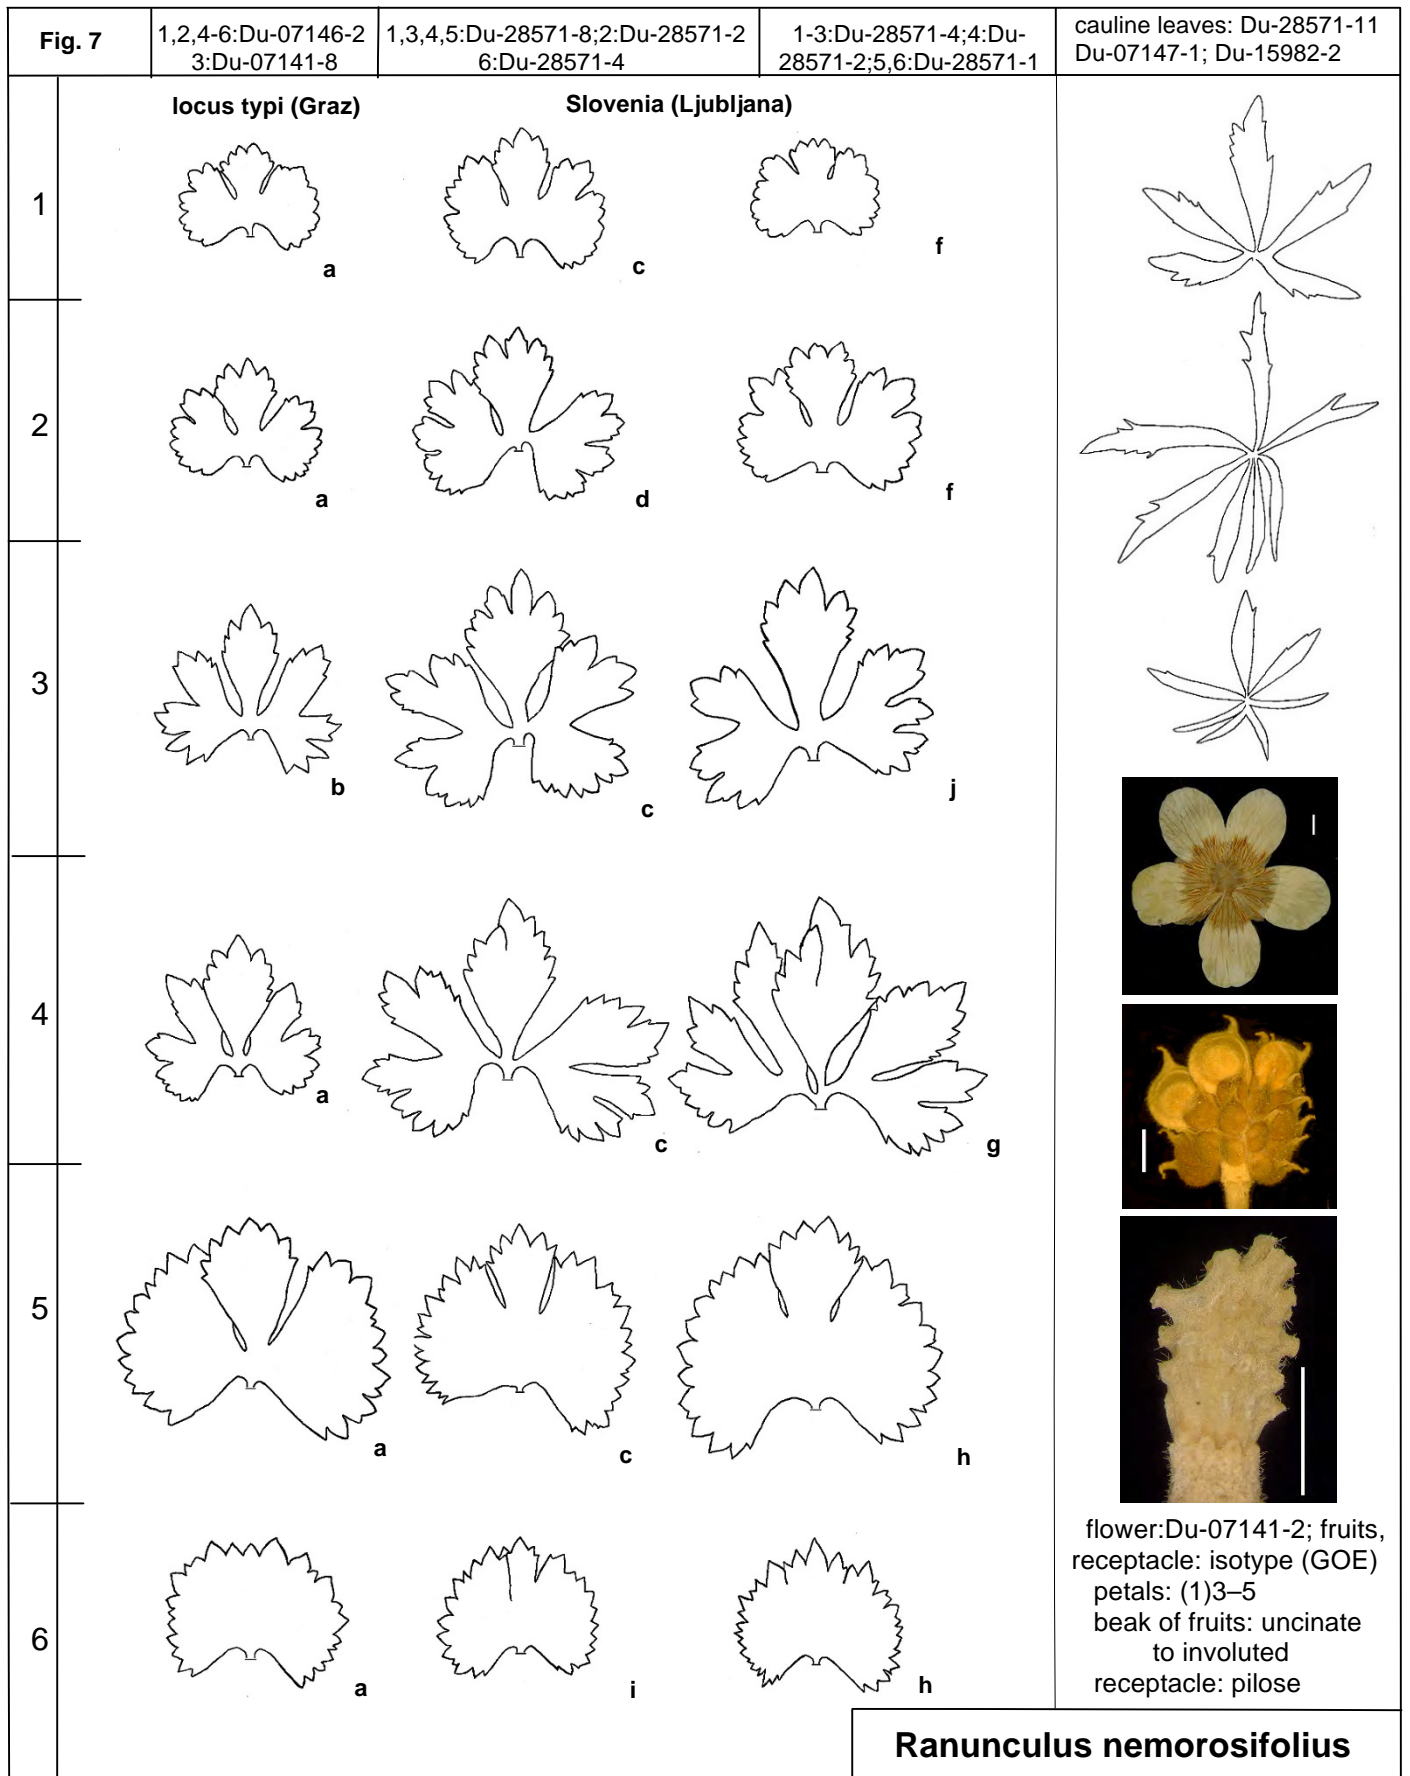 Fig. 7
1,2,4-6:Du-07146-2
3:Du-07141-8
1,3,4,5:Du-28571-8;2:Du-28571-2
6:Du-28571-4
1-3:Du-28571-4;4:Du-
28571-2;5,6:Du-28571-1
cauline leaves: Du-28571-11
Du-07147-1; Du-15982-2
locus typi (Graz)
Slovenia (Ljubljana)
1
a
c
f
2
a
d
f
3
b
c
j
4
a
c
g
5
a
c
h
6
a
i
h
flower:Du-07141-2; fruits,
receptacle: isotype (GOE)
petals: (1)3–5
beak of fruits: uncinate
to involuted
receptacle: pilose
Ranunculus nemorosifolius